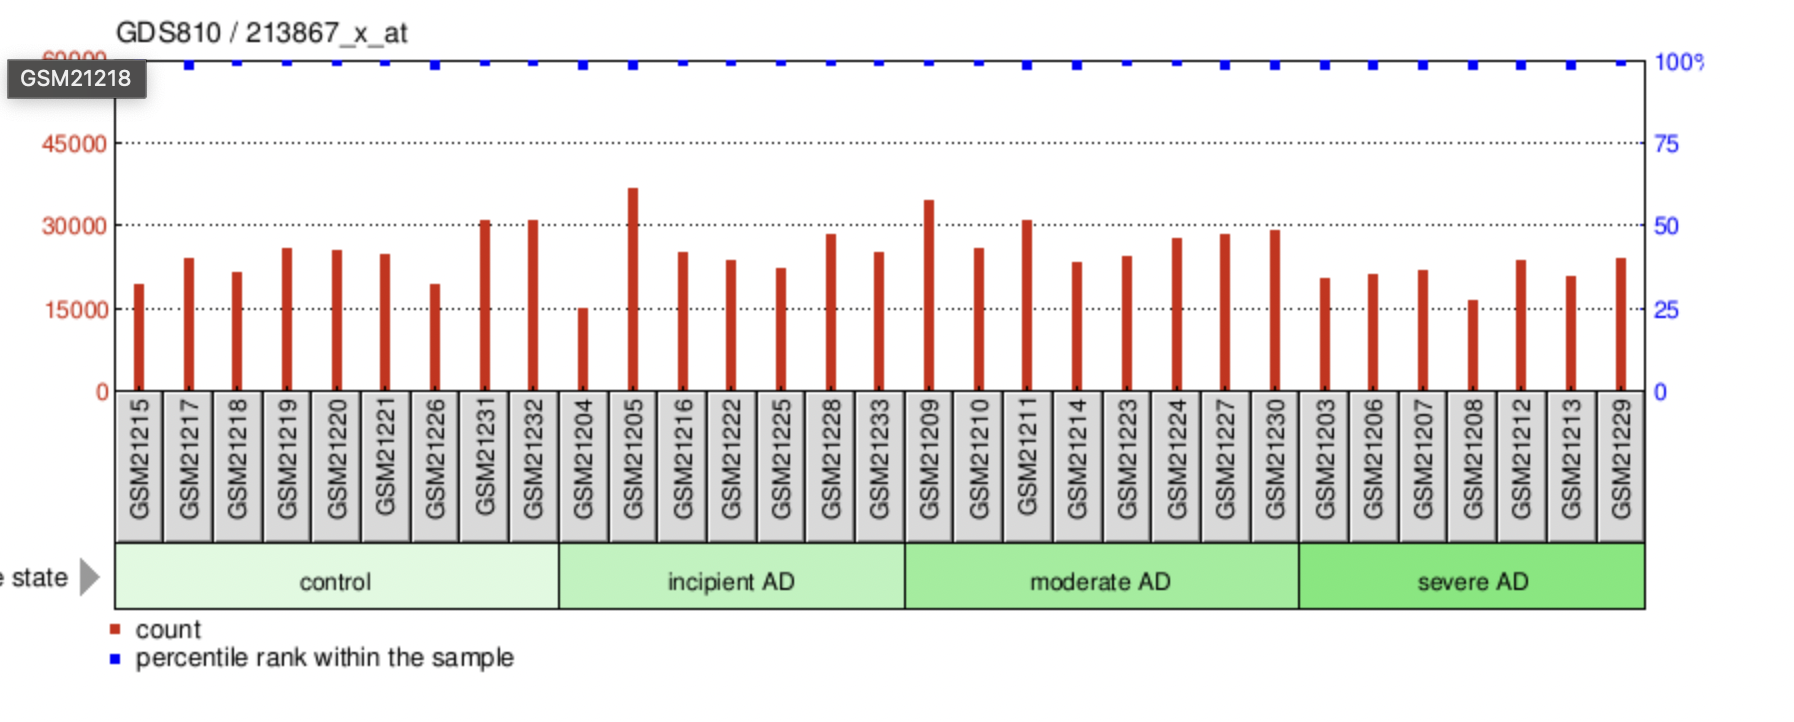 GDS810 / 213867_x_at
60000
100%
GSM21218
45000
75
30000
50
15000
25
0
0
GSM21215
GSM21217
GSM21218
GSM21219
GSM21220
GSM21221
GSM21226
GSM21231
GSM21232
GSM21204
GSM21205
GSM21216
GSM21222
GSM21225
GSM21228
GSM21233
GSM21209
GSM21210
GSM21211
GSM21214
GSM21223
GSM21224
GSM21227
GSM21230
GSM21203
GSM21206
GSM21207
GSM21208
GSM21212
GSM21213
GSM21229
e state
control
incipient AD
moderate AD
severe AD
count
percentile rank within the sample